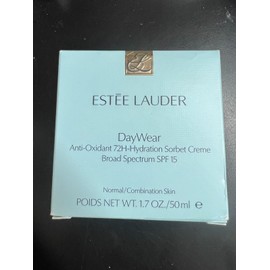 ESTĒE LAUDER
DayWear
Anti-Oxidant 72H-Hydration Sorbet Creme
Broad Spectrum SPF 15
Normal/Combination Skin
POIDS NET WT. 1.7 OZ./50 ml ℮